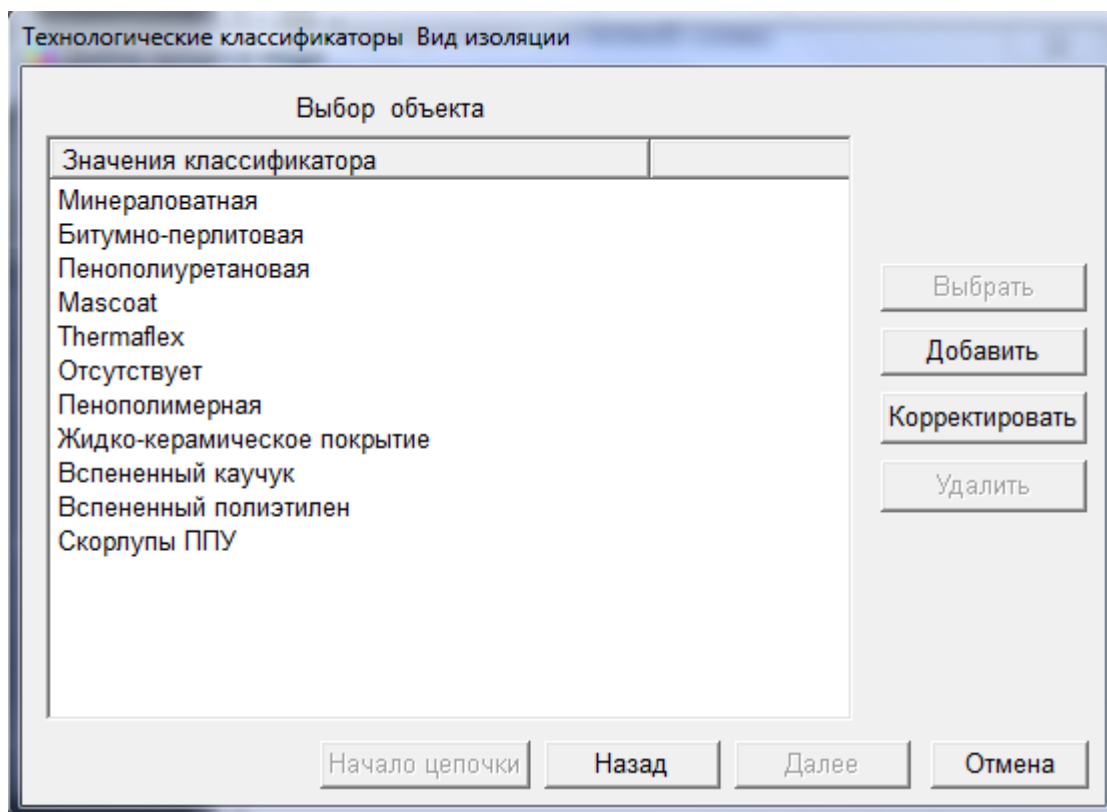 Технологические классификаторы Вид изоляции
Выбор объекта
Значения классификатора
Минераловатная
Битумно-перлитовая
Пенополиуретановая
Mascoat
Thermaflex
Отсутствует
Пенополимерная
Жидко-керамическое покрытие
Вспененный каучук
Вспененный полиэтилен
Скорлупы ППУ
Выбрать
Добавить
Корректировать
Удалить
Начало цепочки
Назад
Далее
Отмена